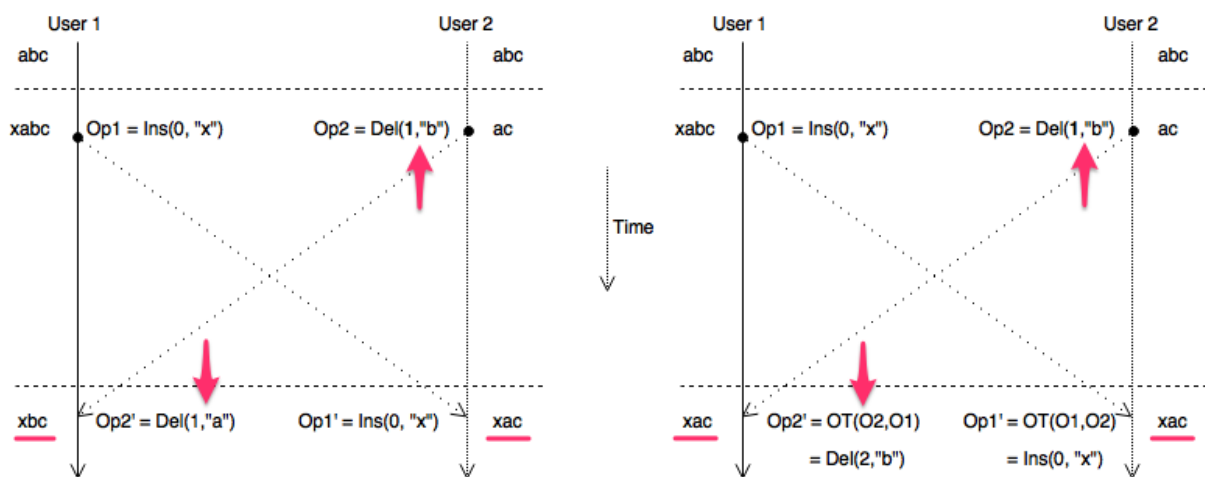 User 1
User 2
abc
abc
xabc
Op1 = Ins(0, "x")
Op2 = Del(1,"b")
ac
xbc
Op2' = Del(1,"a")
Op1' = Ins(0, "x")
xac
Time
User 1
User 2
abc
abc
xabc
Op1 = Ins(0, "x")
Op2 = Del(1,"b")
ac
xac
Op2' = OT(O2,O1)
= Del(2,"b")
Op1' = OT(O1,O2)
= Ins(0, "x")
xac